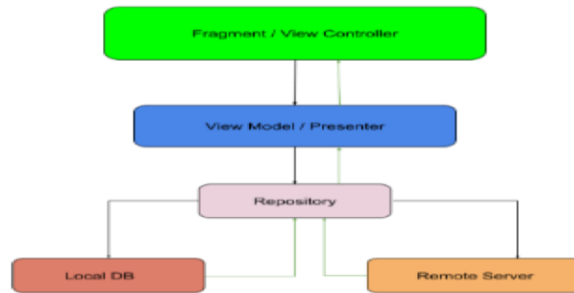 Fragment / View Controller
View Model / Presenter
Repository
Local DB
Remote Server